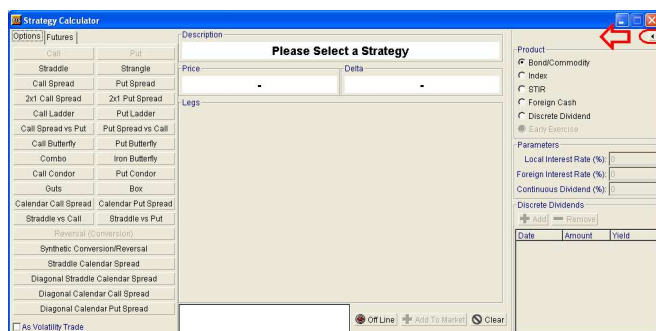 Strategy Calculator
Options Futures
Call Put
Straddle Strangle
Call Spread Put Spread
2x1 Call Spread 2x1 Put Spread
Call Ladder Put Ladder
Call Spread vs Put Put Spread vs Call
Call Butterfly Put Butterfly
Combo Iron Butterfly
Call Condor Put Condor
Guts Box
Calendar Call Spread Calendar Put Spread
Straddle vs Call Straddle vs Put
Reversal (Conversion)
Synthetic Conversion/Reversal
Straddle Calendar Spread
Diagonal Straddle Calendar Spread
Diagonal Calendar Call Spread
Diagonal Calendar Put Spread
As Volatility Trade
Description
Please Select a Strategy
Price Delta
- -
Legs
Off Line Add To Market Clear
Product
Bond/Commodity
Index
STIR
Foreign Cash
Discrete Dividend
Early Exercise
Parameters
Local Interest Rate (%): 0
Foreign Interest Rate (%): 0
Continuous Dividend (%): 0
Discrete Dividends
Add Remove
Date Amount Yield